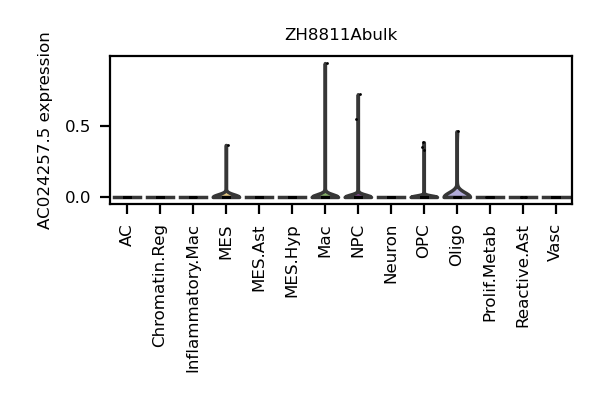 ZH8811Abulk
AC024257.5 expression
0.5
0.0
AC
Chromatin.Reg
Inflammatory.Mac
MES
MES.Ast
MES.Hyp
Mac
NPC
Neuron
OPC
Oligo
Prolif.Metab
Reactive.Ast
Vasc